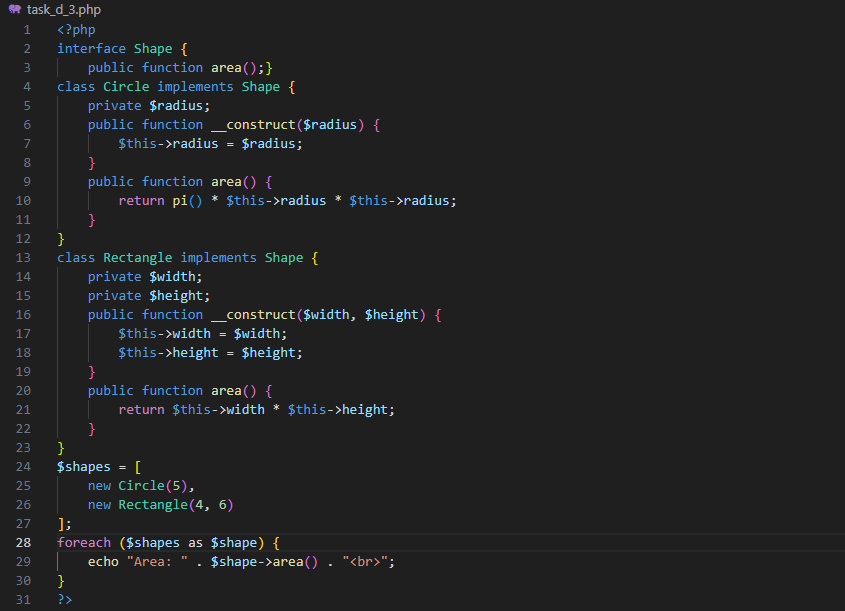 task_d_3.php
1 <?php
2 interface Shape {
3     public function area();}
4 class Circle implements Shape {
5     private $radius;
6     public function __construct($radius) {
7         $this->radius = $radius;
8     }
9     public function area() {
10         return pi() * $this->radius * $this->radius;
11     }
12 }
13 class Rectangle implements Shape {
14     private $width;
15     private $height;
16     public function __construct($width, $height) {
17         $this->width = $width;
18         $this->height = $height;
19     }
20     public function area() {
21         return $this->width * $this->height;
22     }
23 }
24 $shapes = [
25     new Circle(5),
26     new Rectangle(4, 6)
27 ];
28 foreach ($shapes as $shape) {
29     echo "Area: " . $shape->area() . "<br>";
30 }
31 ?>